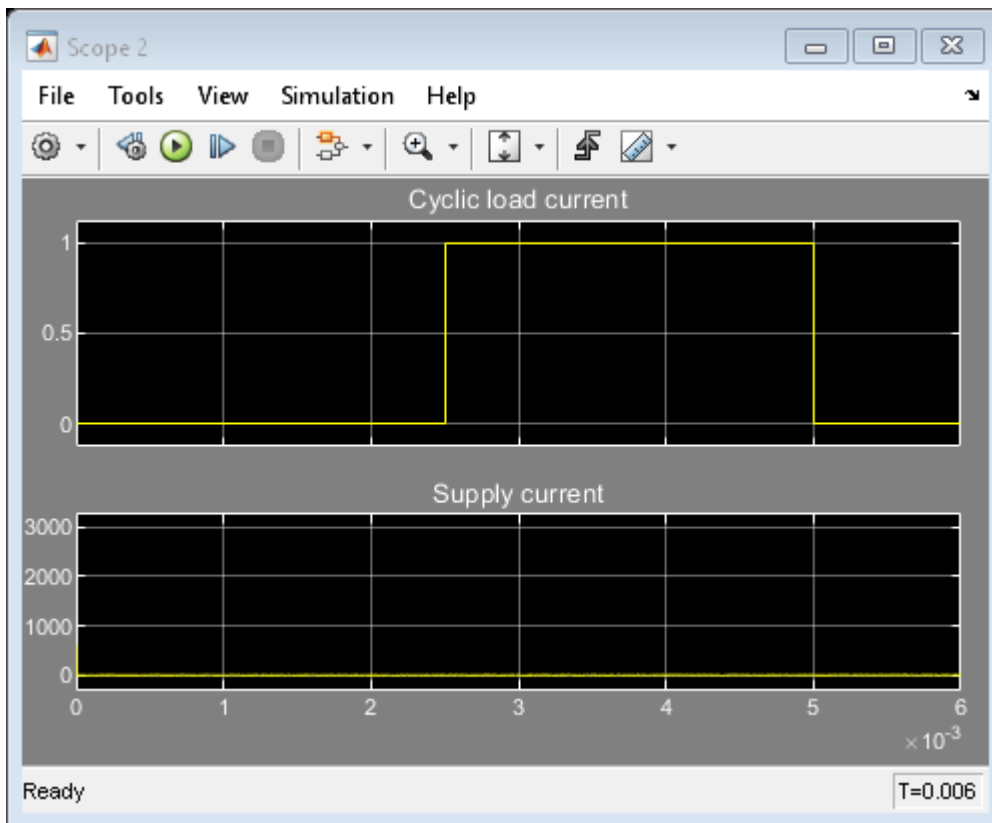 Scope 2
File Tools View Simulation Help
Cyclic load current
1
0.5
0
Supply current
3000
2000
1000
0
0 1 2 3 4 5 6
×10-3
Ready T=0.006